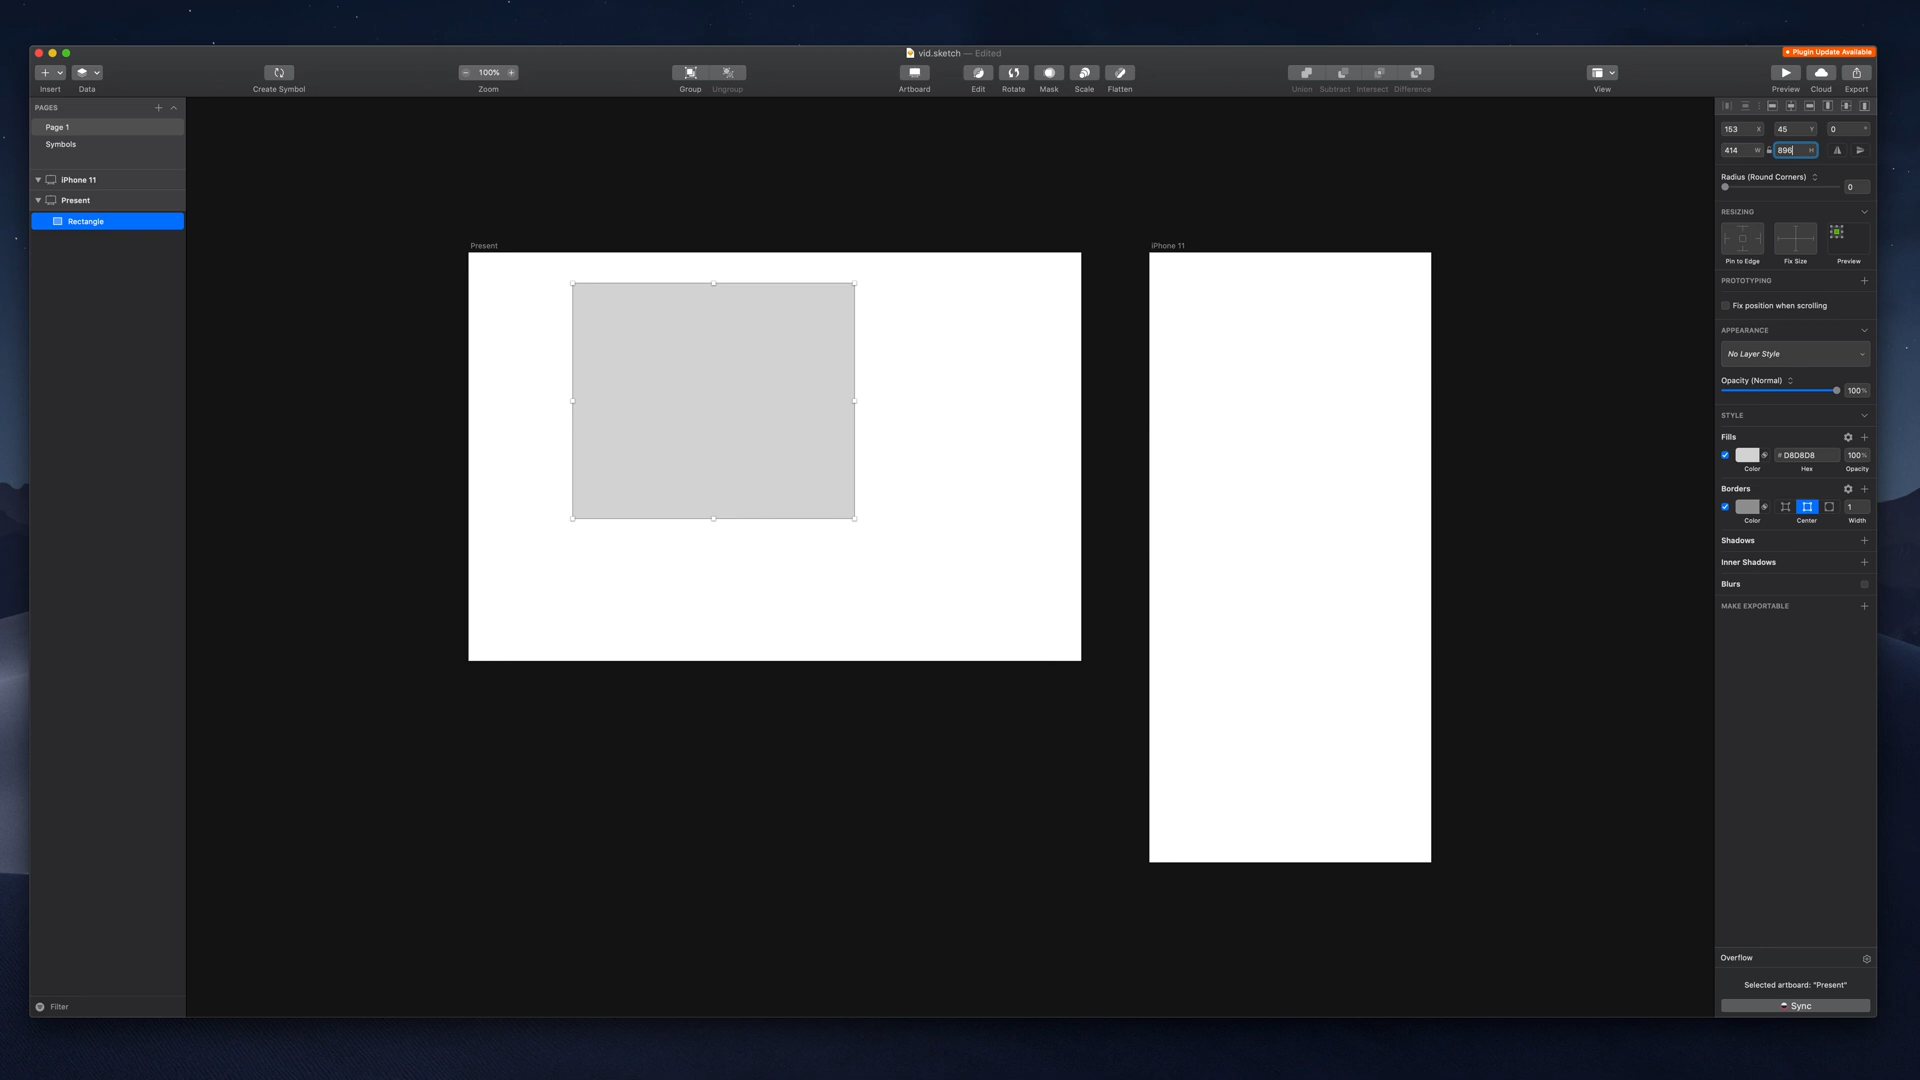 vid.sketch — Edited
Plugin Update Available
100%
Insert
Data
Create Symbol
Zoom
Group
Ungroup
Artboard
Edit
Rotate
Mask
Scale
Flatten
Union
Subtract
Intersect
Difference
View
Preview
Cloud
Export
PAGES
Page 1
Symbols
iPhone 11
Present
Rectangle
Filter
Present
iPhone 11
153 X 45 Y 0 °
414 W 896 H
Radius (Round Corners)
0
RESIZING
Pin to Edge
Fix Size
Preview
PROTOTYPING
Fix position when scrolling
APPEARANCE
No Layer Style
Opacity (Normal)
100%
STYLE
Fills
# D8D8D8 100%
Color Hex Opacity
Borders
1
Color Center Width
Shadows
Inner Shadows
Blurs
MAKE EXPORTABLE
Overflow
Selected artboard: "Present"
Sync